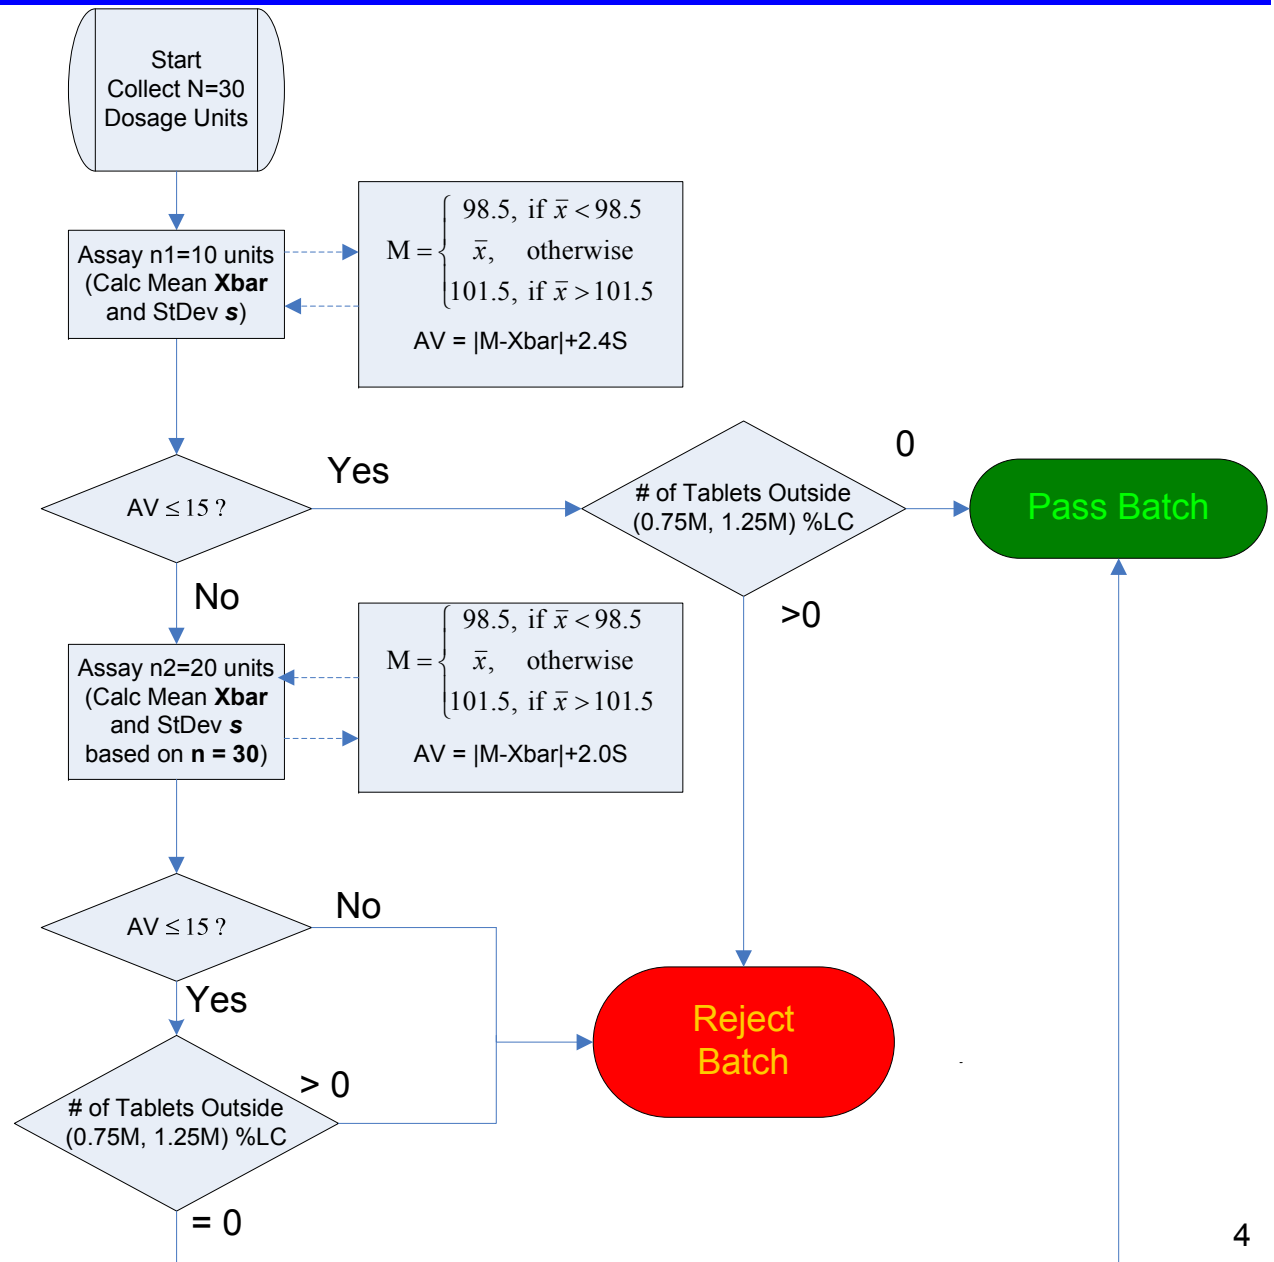 Start
Collect N=30
Dosage Units
Assay n1=10 units
(Calc Mean Xbar
and StDev s)
M = { 98.5, if x̄ < 98.5
x̄, otherwise
101.5, if x̄ > 101.5
AV = |M-Xbar|+2.4S
AV ≤ 15 ?
Yes
# of Tablets Outside
(0.75M, 1.25M) %LC
0
Pass Batch
>0
No
Assay n2=20 units
(Calc Mean Xbar
and StDev s
based on n = 30)
M = { 98.5, if x̄ < 98.5
x̄, otherwise
101.5, if x̄ > 101.5
AV = |M-Xbar|+2.0S
AV ≤ 15 ?
No
Yes
Reject
Batch
# of Tablets Outside
(0.75M, 1.25M) %LC
> 0
= 0
4